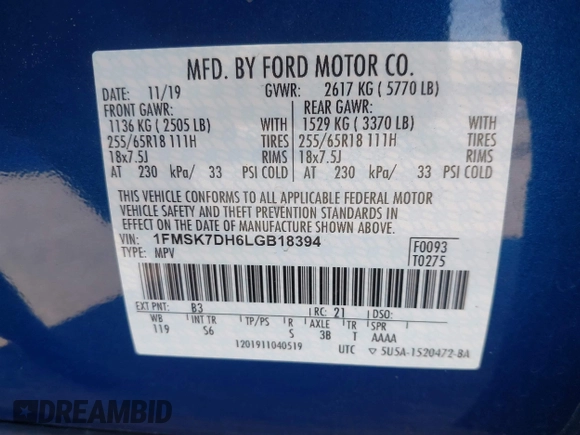 MFD. BY FORD MOTOR CO.
DATE: 11/19 GVWR: 2617 KG ( 5770 LB)
FRONT GAWR: REAR GAWR:
1136 KG ( 2505 LB) WITH 1529 KG ( 3370 LB) WITH
255/65R18 111H TIRES 255/65R18 111H TIRES
18x7.5J RIMS 18x7.5J RIMS
AT 230 kPa/ 33 PSI COLD AT 230 kPa/ 33 PSI COLD
THIS VEHICLE CONFORMS TO ALL APPLICABLE FEDERAL MOTOR
VEHICLE SAFETY AND THEFT PREVENTION STANDARDS IN
EFFECT ON THE DATE OF MANUFACTURE SHOWN ABOVE.
VIN: 1FMSK7DH6LGB18394 F0093
TYPE: MPV T0275
EXT PNT: B3 RC: 21 DSO:
WB INT TR TP/PS R AXLE TR SPR
119 S6 S 3B T AAAA
1201911040519 UTC ▽ 5U5A-1520472-BA
DREAMBID